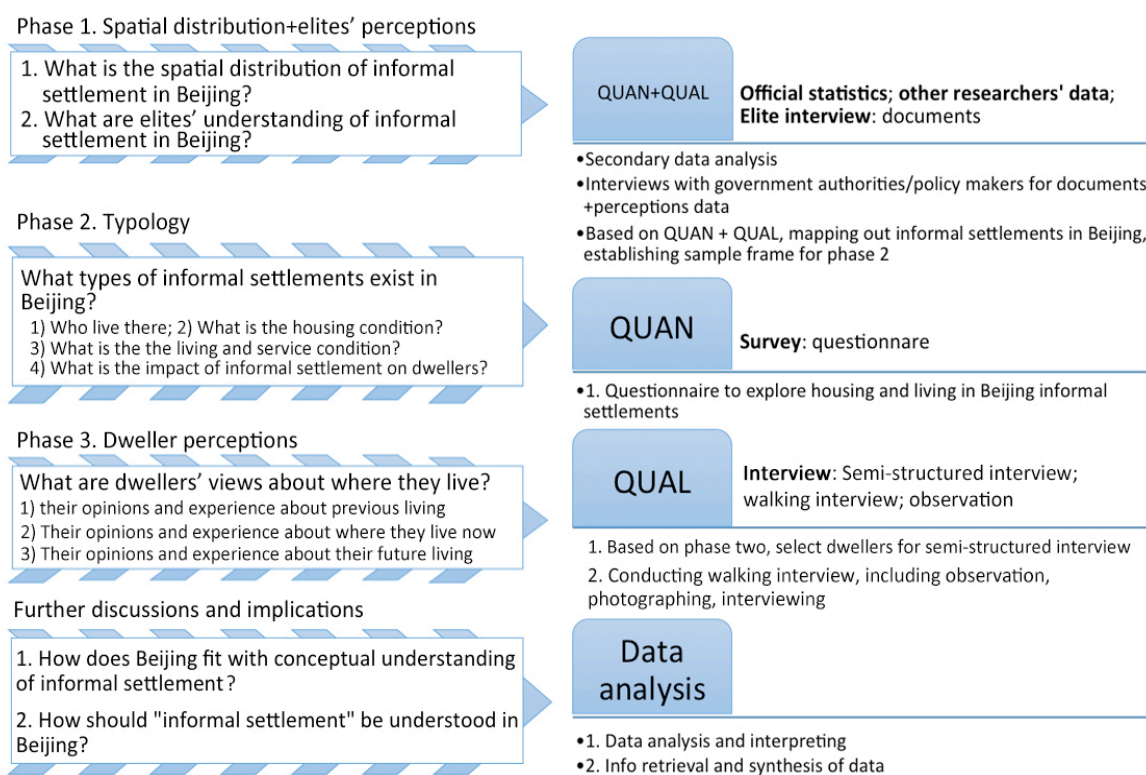 Phase 1. Spatial distribution+elites' perceptions
1. What is the spatial distribution of informal
settlement in Beijing?
2. What are elites' understanding of informal
settlement in Beijing?
QUAN+QUAL
Official statistics; other researchers' data;
Elite interview: documents
•Secondary data analysis
•Interviews with government authorities/policy makers for documents
+perceptions data
•Based on QUAN + QUAL, mapping out informal settlements in Beijing,
establishing sample frame for phase 2
Phase 2. Typology
What types of informal settlements exist in
Beijing?
1) Who live there; 2) What is the housing condition?
3) What is the the living and service condition?
4) What is the impact of informal settlement on dwellers?
QUAN
Survey: questionnare
•1. Questionnaire to explore housing and living in Beijing informal
settlements
Phase 3. Dweller perceptions
What are dwellers' views about where they live?
1) their opinions and experience about previous living
2) Their opinions and experience about where they live now
3) Their opinions and experience about their future living
QUAL
Interview: Semi-structured interview;
walking interview; observation
1. Based on phase two, select dwellers for semi-structured interview
2. Conducting walking interview, including observation,
photographing, interviewing
Further discussions and implications
1. How does Beijing fit with conceptual understanding
of informal settlement?
2. How should "informal settlement" be understood in
Beijing?
Data
analysis
•1. Data analysis and interpreting
•2. Info retrieval and synthesis of data